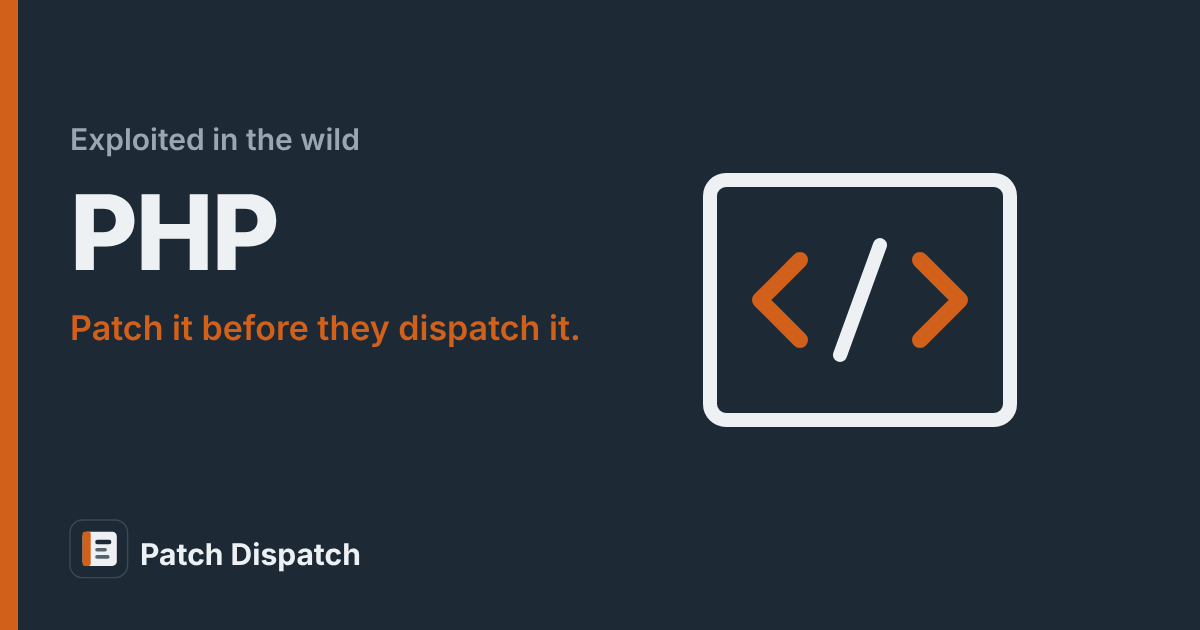 Exploited in the wild
PHP
Patch it before they dispatch it.
Patch Dispatch